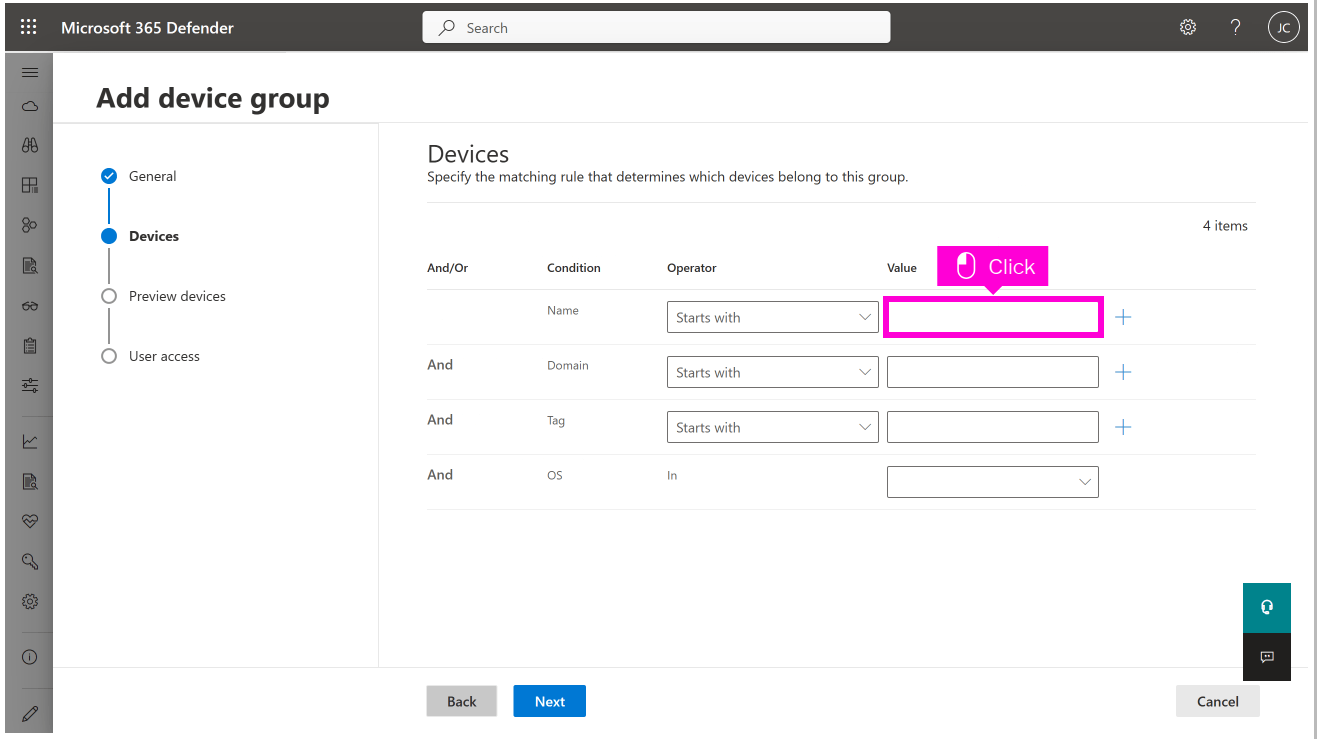 Microsoft 365 Defender
Search
JC
Add device group
General
Devices
Preview devices
User access
Devices
Specify the matching rule that determines which devices belong to this group.
4 items
And/Or Condition Operator Value
Click
Name Starts with
And Domain Starts with
And Tag Starts with
And OS In
Back Next Cancel